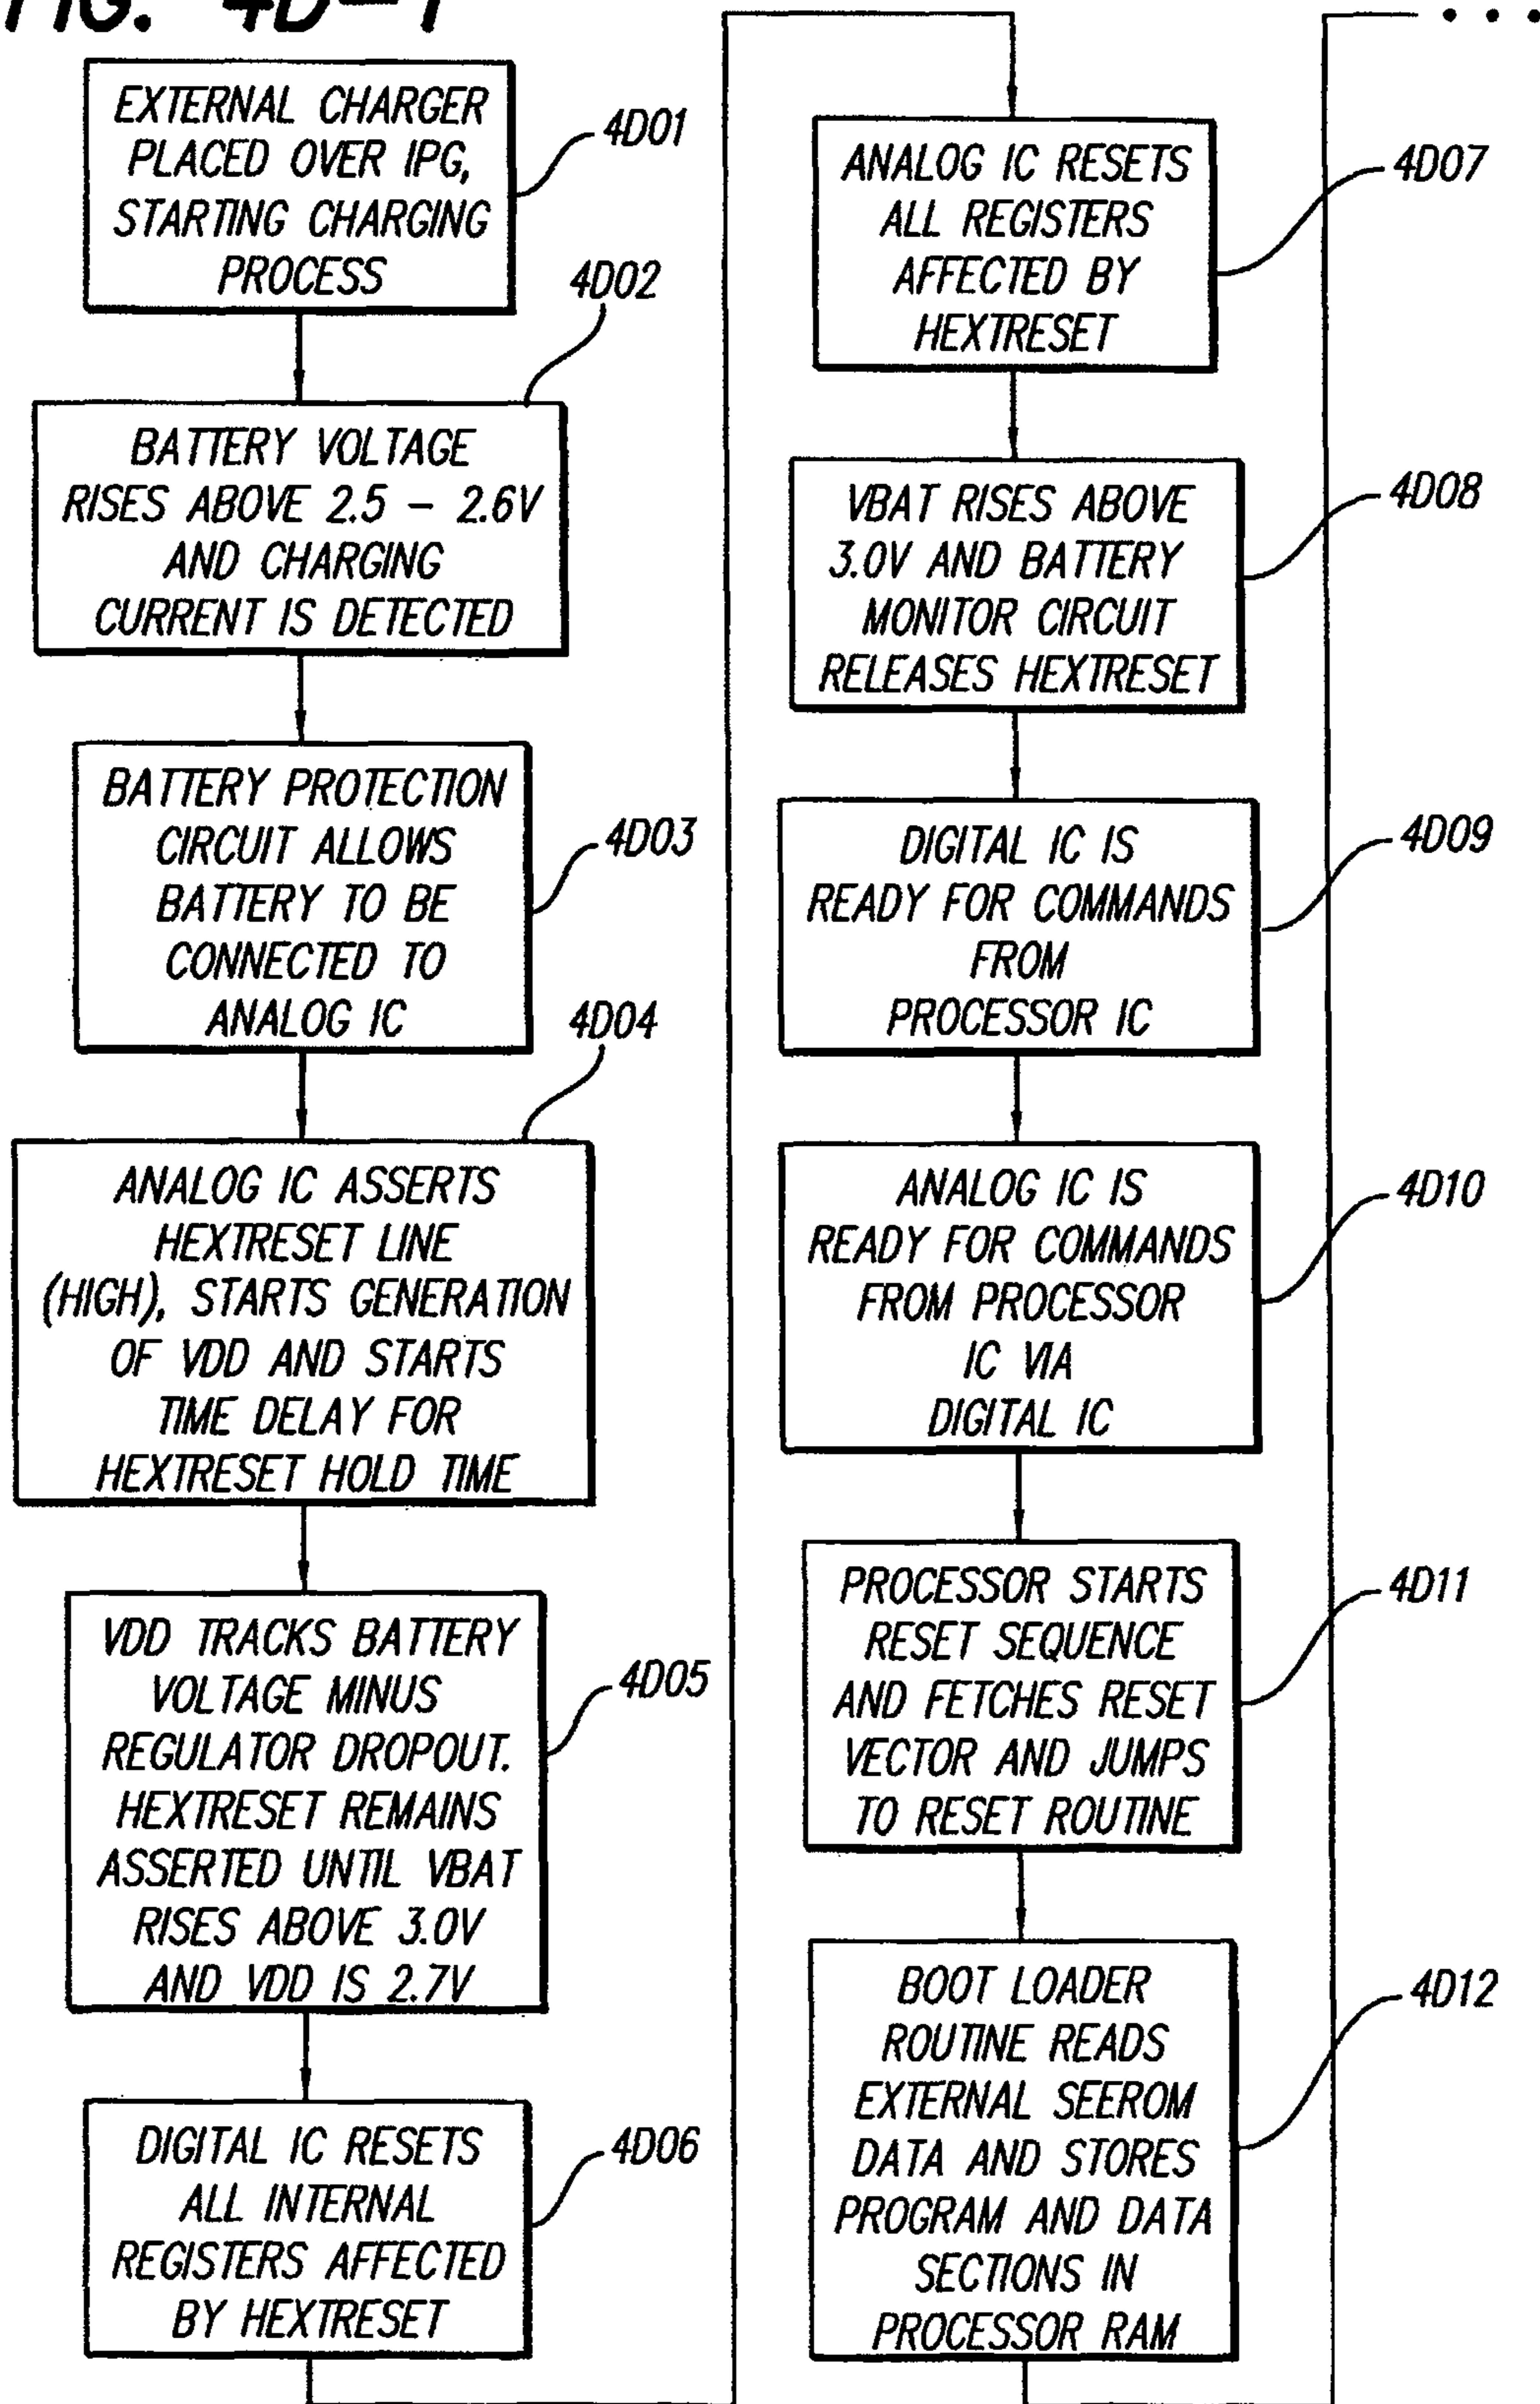 FIG. 4D-1
EXTERNAL CHARGER
PLACED OVER IPG,
STARTING CHARGING
PROCESS
4D01
4D02
BATTERY VOLTAGE
RISES ABOVE 2.5 - 2.6V
AND CHARGING
CURRENT IS DETECTED
BATTERY PROTECTION
CIRCUIT ALLOWS
BATTERY TO BE
CONNECTED TO
ANALOG IC
4D03
4D04
ANALOG IC ASSERTS
HEXTRESET LINE
(HIGH), STARTS GENERATION
OF VDD AND STARTS
TIME DELAY FOR
HEXTRESET HOLD TIME
VDD TRACKS BATTERY
VOLTAGE MINUS
REGULATOR DROPOUT.
HEXTRESET REMAINS
ASSERTED UNTIL VBAT
RISES ABOVE 3.0V
AND VDD IS 2.7V
4D05
DIGITAL IC RESETS
ALL INTERNAL
REGISTERS AFFECTED
BY HEXTRESET
4D06
ANALOG IC RESETS
ALL REGISTERS
AFFECTED BY
HEXTRESET
4D07
VBAT RISES ABOVE
3.0V AND BATTERY
MONITOR CIRCUIT
RELEASES HEXTRESET
4D08
DIGITAL IC IS
READY FOR COMMANDS
FROM
PROCESSOR IC
4D09
ANALOG IC IS
READY FOR COMMANDS
FROM PROCESSOR
IC VIA
DIGITAL IC
4D10
PROCESSOR STARTS
RESET SEQUENCE
AND FETCHES RESET
VECTOR AND JUMPS
TO RESET ROUTINE
4D11
BOOT LOADER
ROUTINE READS
EXTERNAL SEEROM
DATA AND STORES
PROGRAM AND DATA
SECTIONS IN
PROCESSOR RAM
4D12